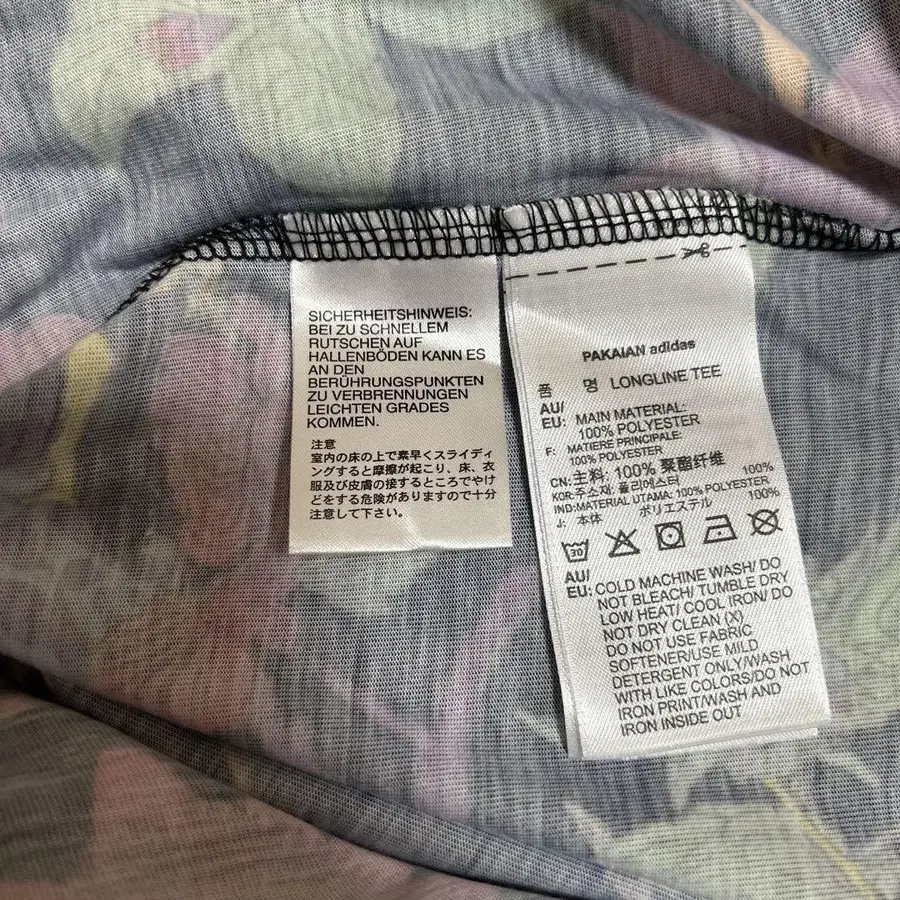 SICHERHEITSHINWEIS:
BEI ZU SCHNELLEM
RUTSCHEN AUF
HALLENBÖDEN KANN ES
AN DEN
BERÜHRUNGSPUNKTEN
ZU VERBRENNUNGEN
LEICHTEN GRADES
KOMMEN.
注意
室内の床の上で素早くスライディ
ングすると摩擦が起こり、床、衣
服及び皮膚の接するところでやけ
どをする危険がありますので十分
注意して下さい。
PAKAIAN adidas
품 명 LONGLINE TEE
AU/
EU: MAIN MATERIAL:
100% POLYESTER
F: MATIERE PRINCIPALE:
100% POLYESTER
CN: 主料: 100% 聚酯纤维
KOR: 주소재: 폴리에스터 100%
IND:MATERIAL UTAMA: 100% POLYESTER
J: 本体 ポリエステル 100%
30
AU/
EU: COLD MACHINE WASH/ DO
NOT BLEACH/ TUMBLE DRY
LOW HEAT/ COOL IRON/ DO
NOT DRY CLEAN (X)
DO NOT USE FABRIC
SOFTENER/USE MILD
DETERGENT ONLY/WASH
WITH LIKE COLORS/DO NOT
IRON PRINT/WASH AND
IRON INSIDE OUT